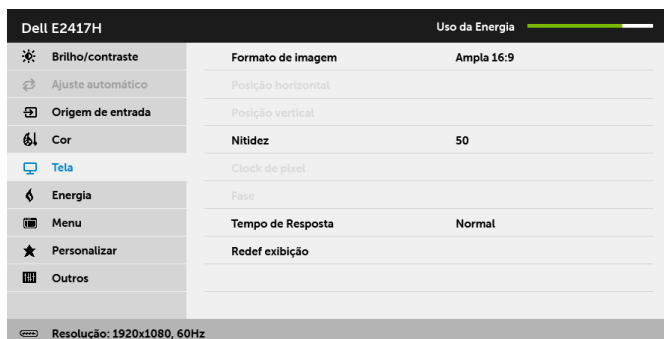 Dell E2417H Uso da Energia
Brilho/contraste Formato de imagem Ampla 16:9
Ajuste automático Posição horizontal
Origem de entrada Posição vertical
Cor Nitidez 50
Tela Clock de pixel
Energia Fase
Menu Tempo de Resposta Normal
Personalizar Redef exibição
Outros
Resolução: 1920x1080, 60Hz